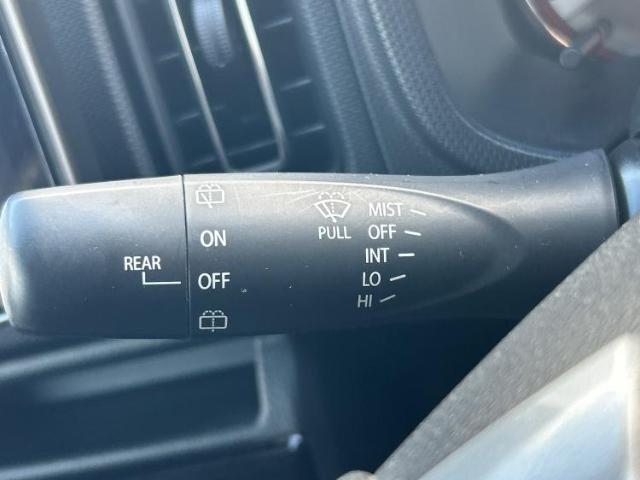 REAR
ON
OFF
PULL
MIST
OFF
INT
LO
HI